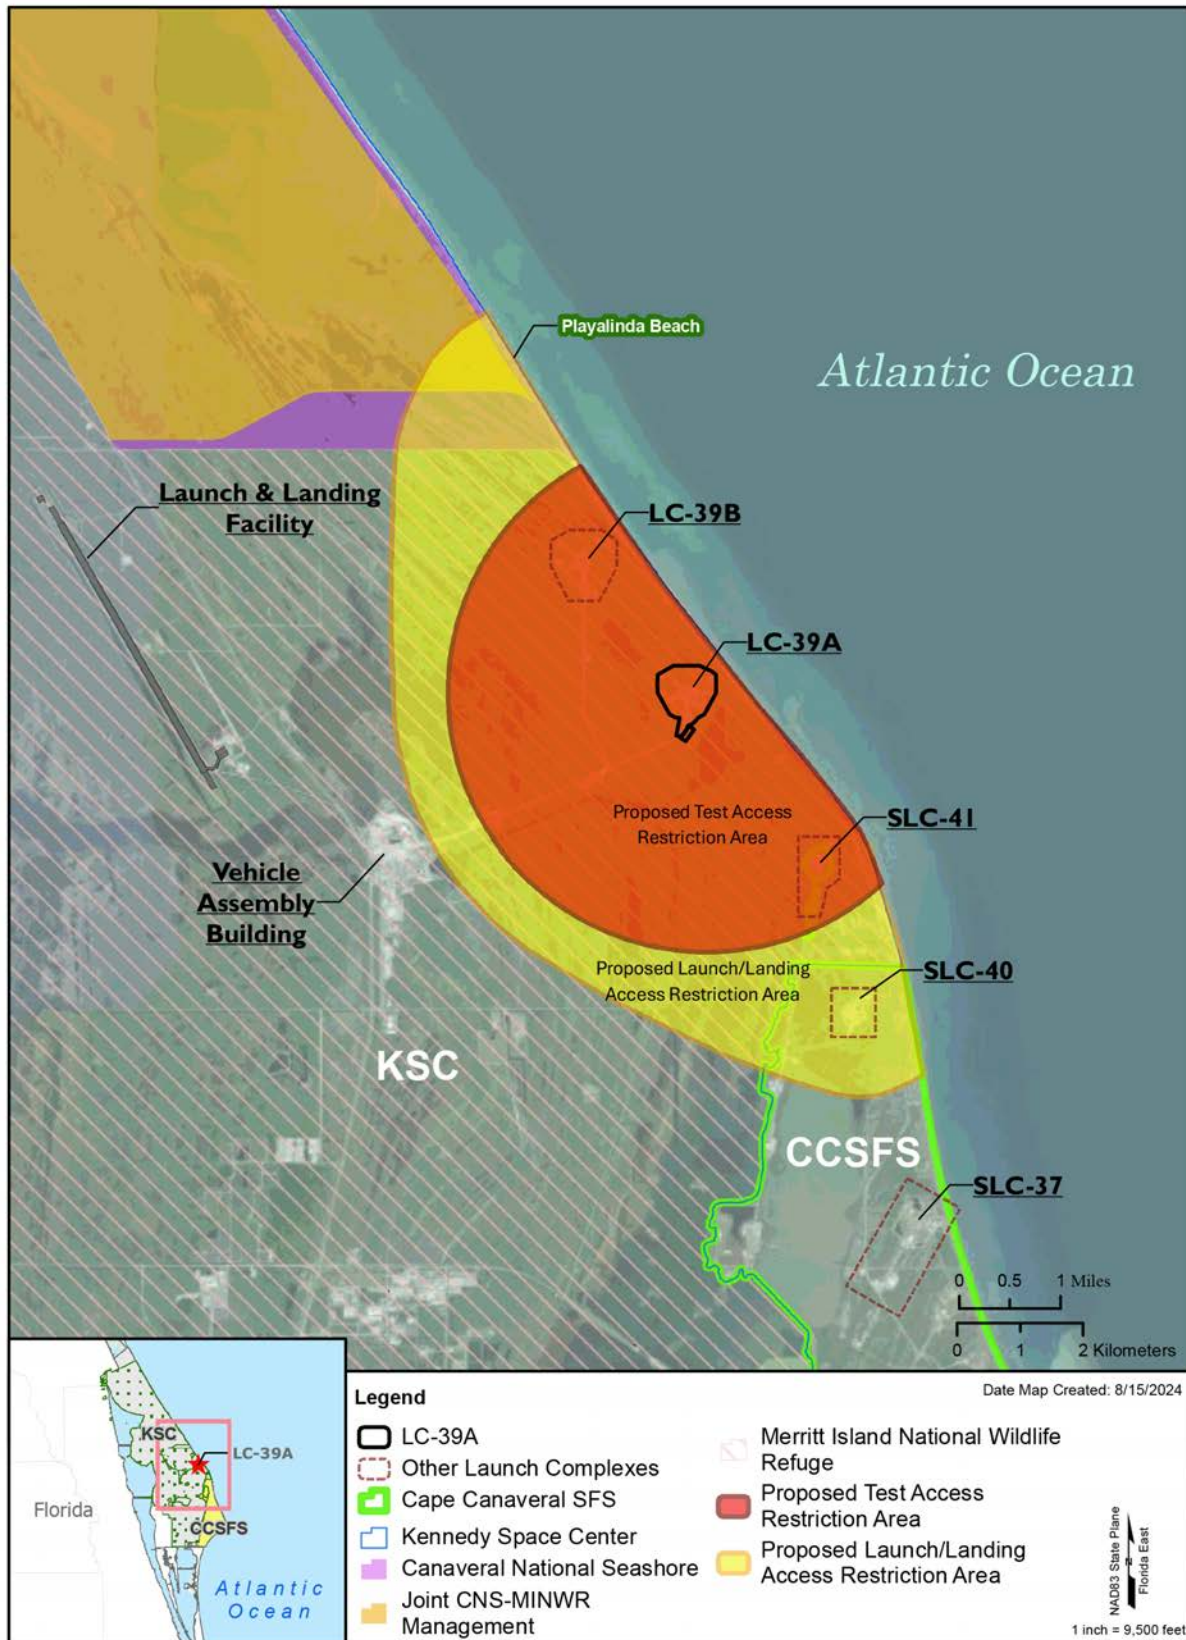 Playalinda Beach
Atlantic Ocean
Launch & Landing
Facility
LC-39B
LC-39A
Proposed Test Access
Restriction Area
SLC-41
Vehicle
Assembly
Building
Proposed Launch/Landing
Access Restriction Area
SLC-40
KSC
CCSFS
SLC-37
0 0.5 1 Miles
0 1 2 Kilometers
KSC
LC-39A
Florida
CCSFS
Atlantic
Ocean
Date Map Created: 8/15/2024
Legend
LC-39A
Other Launch Complexes
Cape Canaveral SFS
Kennedy Space Center
Canaveral National Seashore
Joint CNS-MINWR
Management
Merritt Island National Wildlife
Refuge
Proposed Test Access
Restriction Area
Proposed Launch/Landing
Access Restriction Area
NAD83 State Plane
Florida East
N
1 inch = 9,500 feet